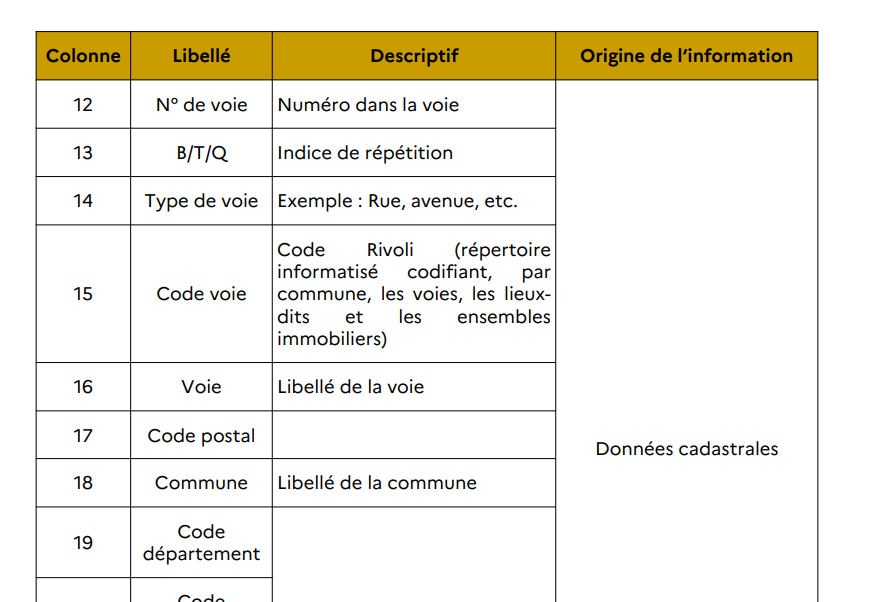 Colonne Libellé Descriptif Origine de l’information
12 N° de voie Numéro dans la voie
13 B/T/Q Indice de répétition
14 Type de voie Exemple : Rue, avenue, etc.
15 Code voie Code Rivoli (répertoire
informatisé codifiant, par
commune, les voies, les lieux-
dits et les ensembles
immobiliers)
16 Voie Libellé de la voie
17 Code postal
Données cadastrales
18 Commune Libellé de la commune
19 Code
département
Code